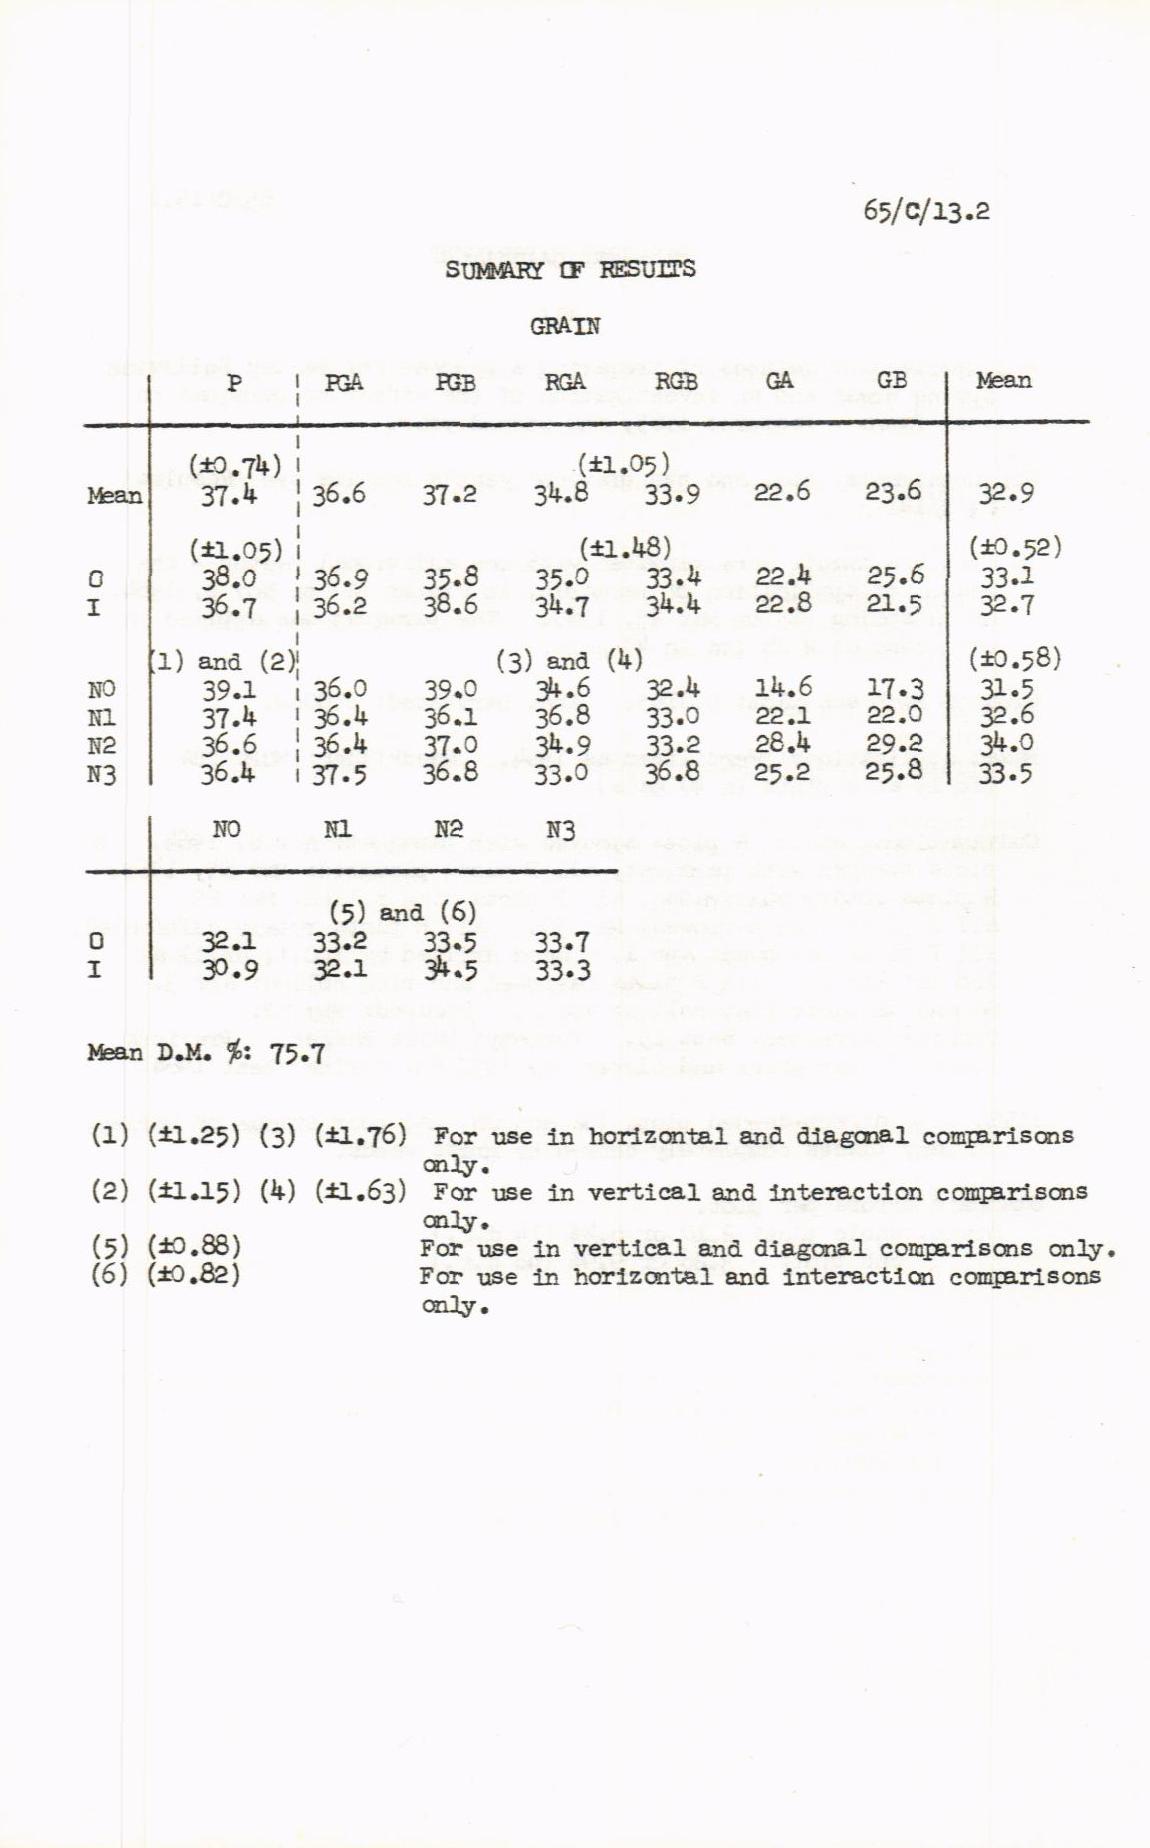 65/C/13.2
SUMMARY OF RESULTS
GRAIN
P PGA PGB RGA RGB GA GB Mean
(±0.74) (±1.05)
Mean 37.4 36.6 37.2 34.8 33.9 22.6 23.6 32.9
(±1.05) (±1.48) (±0.52)
O 38.0 36.9 35.8 35.0 33.4 22.4 25.6 33.1
I 36.7 36.2 38.6 34.7 34.4 22.8 21.5 32.7
(1) and (2) (3) and (4) (±0.58)
NO 39.1 36.0 39.0 34.6 32.4 14.6 17.3 31.5
N1 37.4 36.4 36.1 36.8 33.0 22.1 22.0 32.6
N2 36.6 36.4 37.0 34.9 33.2 28.4 29.2 34.0
N3 36.4 37.5 36.8 33.0 36.8 25.2 25.8 33.5
NO N1 N2 N3
(5) and (6)
O 32.1 33.2 33.5 33.7
I 30.9 32.1 34.5 33.3
Mean D.M. %: 75.7
(1) (±1.25) (3) (±1.76) For use in horizontal and diagonal comparisons
only.
(2) (±1.15) (4) (±1.63) For use in vertical and interaction comparisons
only.
(5) (±0.88) For use in vertical and diagonal comparisons only.
(6) (±0.82) For use in horizontal and interaction comparisons
only.